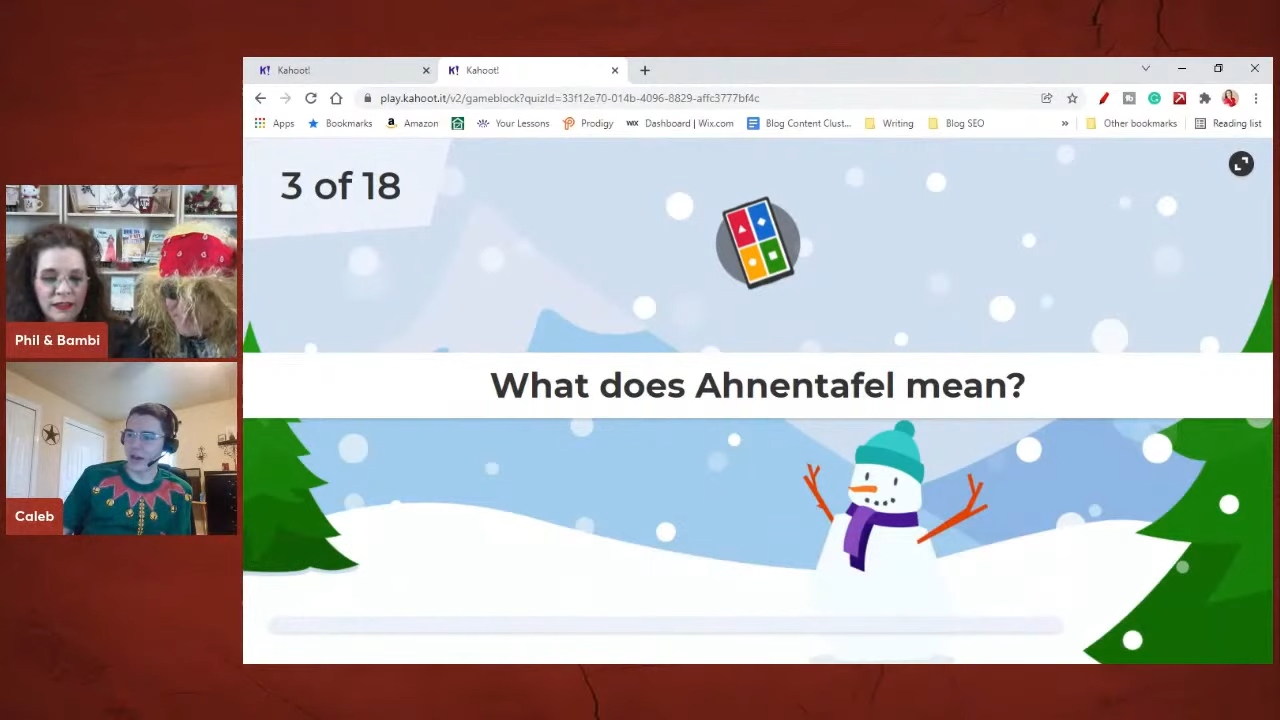 Kahoot!
Kahoot!
play.kahoot.it/v2/gameblock?quizId=33f12e70-014b-4096-8829-affc3777bf4c
Apps Bookmarks Amazon Your Lessons Prodigy Dashboard | Wix.com Blog Content Clust... Writing Blog SEO » Other bookmarks Reading list
3 of 18
What does Ahnentafel mean?
Phil & Bambi
Caleb